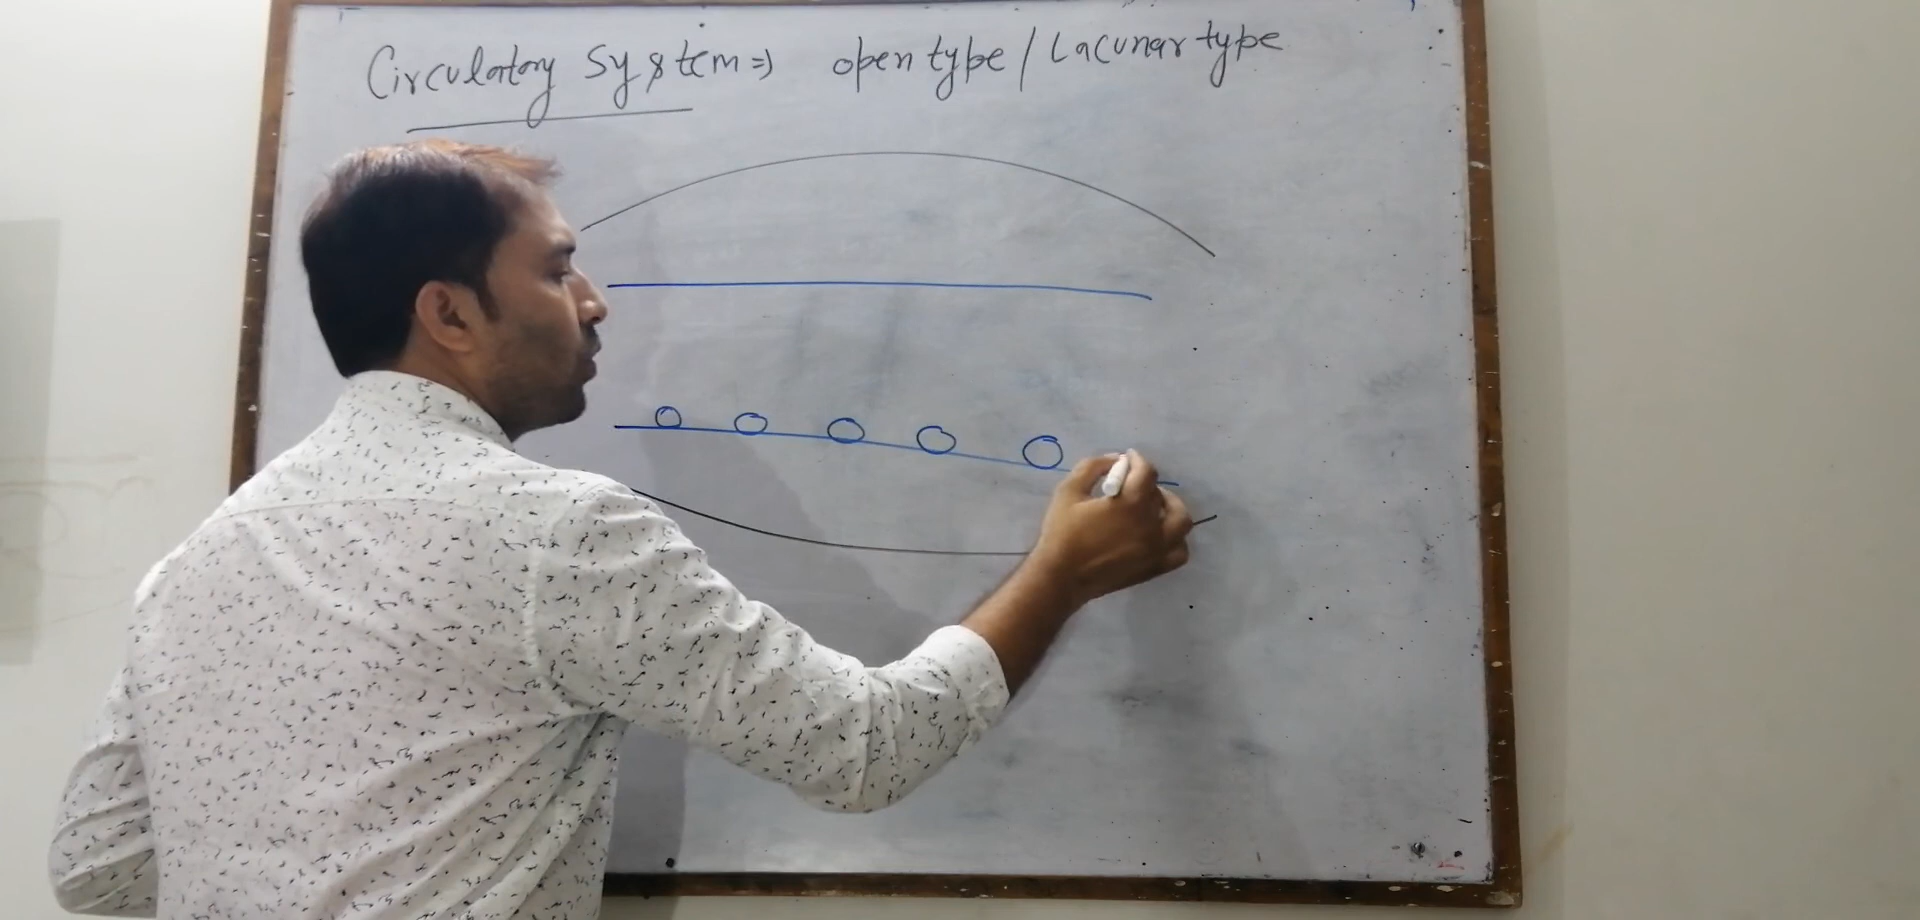 Circulatory System ⇒ open type / Lacunar type